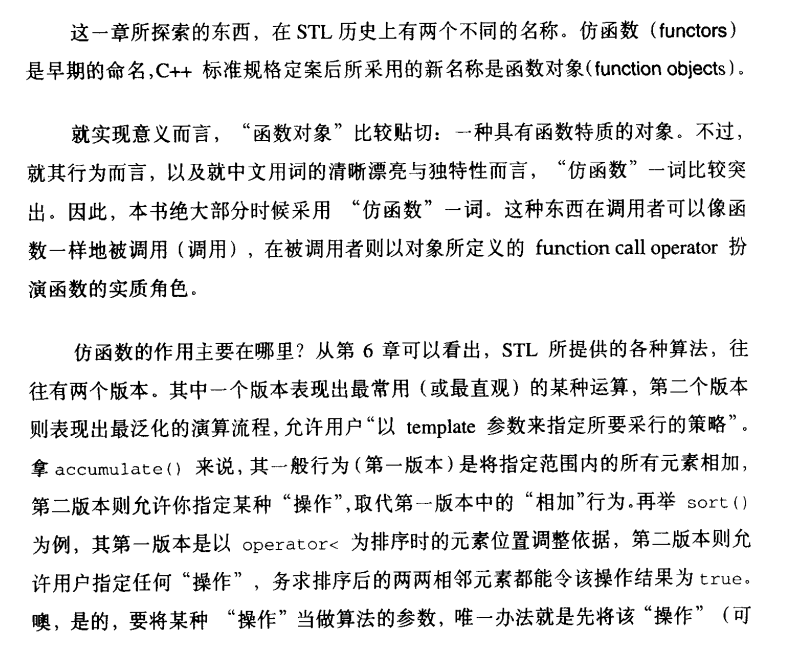 这一章所探索的东西，在 STL 历史上有两个不同的名称。仿函数（functors）
是早期的命名，C++ 标准规格定案后所采用的新名称是函数对象（function objects）。
就实现意义而言，“函数对象”比较贴切：一种具有函数特质的对象。不过，
就其行为而言，以及就中文用词的清晰漂亮与独特性而言，“仿函数”一词比较突
出。因此，本书绝大部分时候采用 “仿函数”一词。这种东西在调用者可以像函
数一样地被调用（调用），在被调用者则以对象所定义的 function call operator 扮
演函数的实质角色。
仿函数的作用主要在哪里？从第 6 章可以看出，STL 所提供的各种算法，往
往有两个版本。其中一个版本表现出最常用（或最直观）的某种运算，第二个版本
则表现出最泛化的演算流程，允许用户“以 template 参数来指定所要采行的策略”。
拿 accumulate() 来说，其一般行为（第一版本）是将指定范围内的所有元素相加，
第二版本则允许你指定某种“操作”，取代第一版本中的“相加”行为。再举 sort()
为例，其第一版本是以 operator< 为排序时的元素位置调整依据，第二版本则允
许用户指定任何“操作”，务求排序后的两两相邻元素都能令该操作结果为 true。
噢，是的，要将某种 “操作”当做算法的参数，唯一办法就是先将该“操作”（可